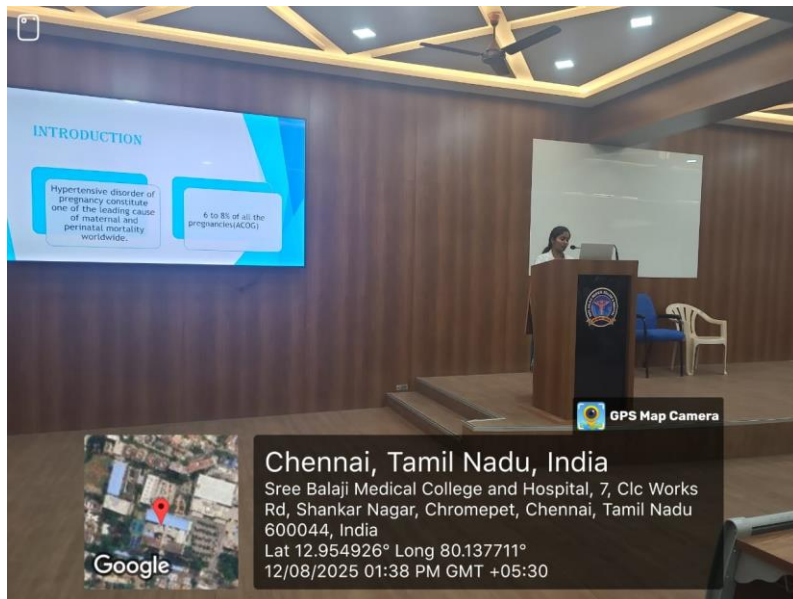 INTRODUCTION
Hypertensive disorder of
pregnancy constitute
one of the leading cause
of maternal and
perinatal mortality
worldwide.
6 to 8% of all the
pregnancies(ACOG)
GPS Map Camera
Chennai, Tamil Nadu, India
Sree Balaji Medical College and Hospital, 7, Clc Works
Rd, Shankar Nagar, Chromepet, Chennai, Tamil Nadu
600044, India
Lat 12.954926° Long 80.137711°
12/08/2025 01:38 PM GMT +05:30
Google